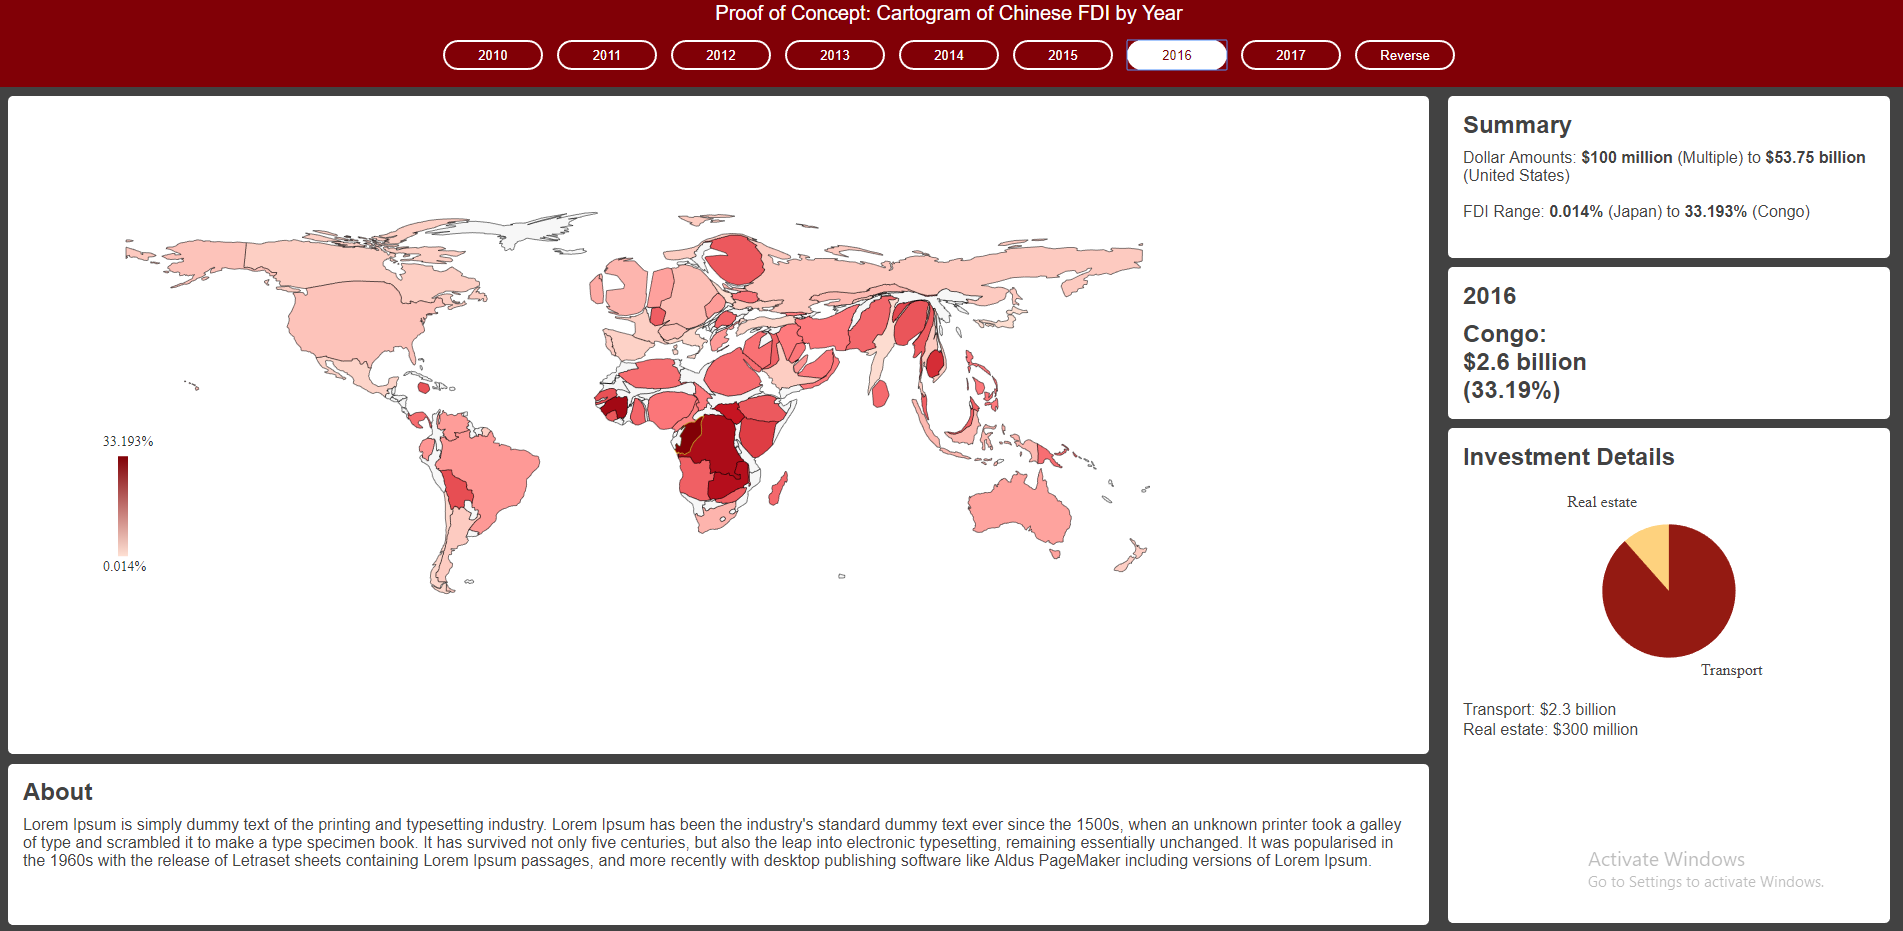 Proof of Concept: Cartogram of Chinese FDI by Year
2010
2011
2012
2013
2014
2015
2016
2017
Reverse
33.193%
0.014%
Summary
Dollar Amounts: $100 million (Multiple) to $53.75 billion
(United States)
FDI Range: 0.014% (Japan) to 33.193% (Congo)
2016
Congo:
$2.6 billion
(33.19%)
Investment Details
Real estate
Transport
Transport: $2.3 billion
Real estate: $300 million
About
Lorem Ipsum is simply dummy text of the printing and typesetting industry. Lorem Ipsum has been the industry's standard dummy text ever since the 1500s, when an unknown printer took a galley
of type and scrambled it to make a type specimen book. It has survived not only five centuries, but also the leap into electronic typesetting, remaining essentially unchanged. It was popularised in
the 1960s with the release of Letraset sheets containing Lorem Ipsum passages, and more recently with desktop publishing software like Aldus PageMaker including versions of Lorem Ipsum.
Activate Windows
Go to Settings to activate Windows.